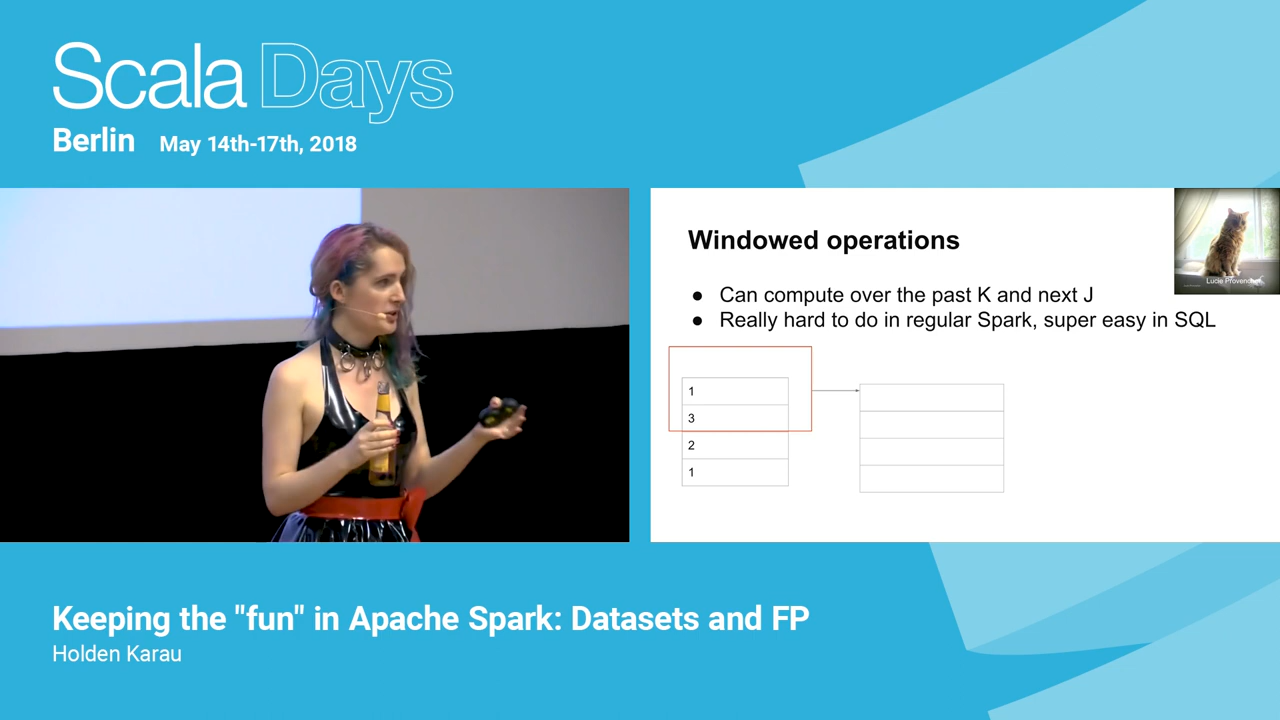 Scala Days
Berlin May 14th-17th, 2018
Windowed operations
● Can compute over the past K and next J
● Really hard to do in regular Spark, super easy in SQL
Lucie
1
3
2
1
Keeping the "fun" in Apache Spark: Datasets and FP
Holden Karau